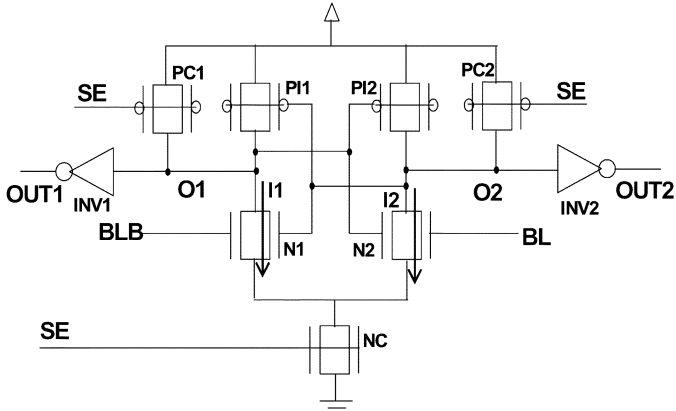 PC1
PI1
PI2
PC2
SE
SE
OUT1
INV1
O1
I1
I2
O2
INV2
OUT2
BLB
N1
N2
BL
SE
NC